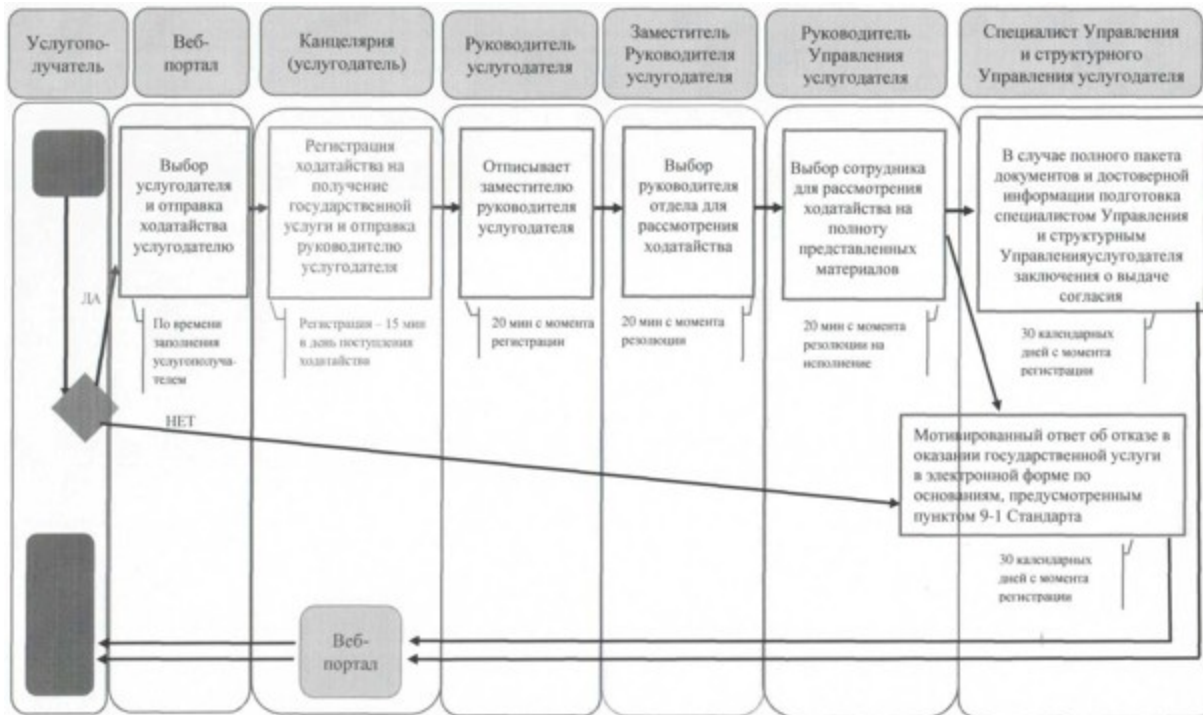 Услугопо-
лучатель
Веб-
портал
Канцелярия
(услугодатель)
Руководитель
услугодателя
Заместитель
Руководителя
услугодателя
Руководитель
Управления
услугодателя
Специалист Управления
и структурного
Управления услугодателя
Выбор
услугодателя
и отправка
ходатайства
услугодателю
Регистрация
ходатайства на
получение
государственной
услуги и отправка
руководителю
услугодателя
Отписывает
заместителю
руководителя
услугодателя
Выбор
руководителя
отдела для
рассмотрения
ходатайства
Выбор сотрудника
для рассмотрения
ходатайства на
полноту
представленных
материалов
В случае полного пакета
документов и достоверной
информации подготовка
специалистом Управления
и структурным
Управленияуслугодателя
заключения о выдаче
согласия
ДА
По времени
заполнения
услугополуча-
телем
Регистрация – 15 мин
в день поступления
ходатайства
20 мин с момента
регистрации
20 мин с момента
резолюции
20 мин с момента
резолюции на
исполнение
30 календарных
дней с момента
регистрации
НЕТ
Мотивированный ответ об отказе в
оказании государственной услуги
в электронной форме по
основаниям, предусмотренным
пунктом 9-1 Стандарта
30 календарных
дней с момента
регистрации
Веб-
портал